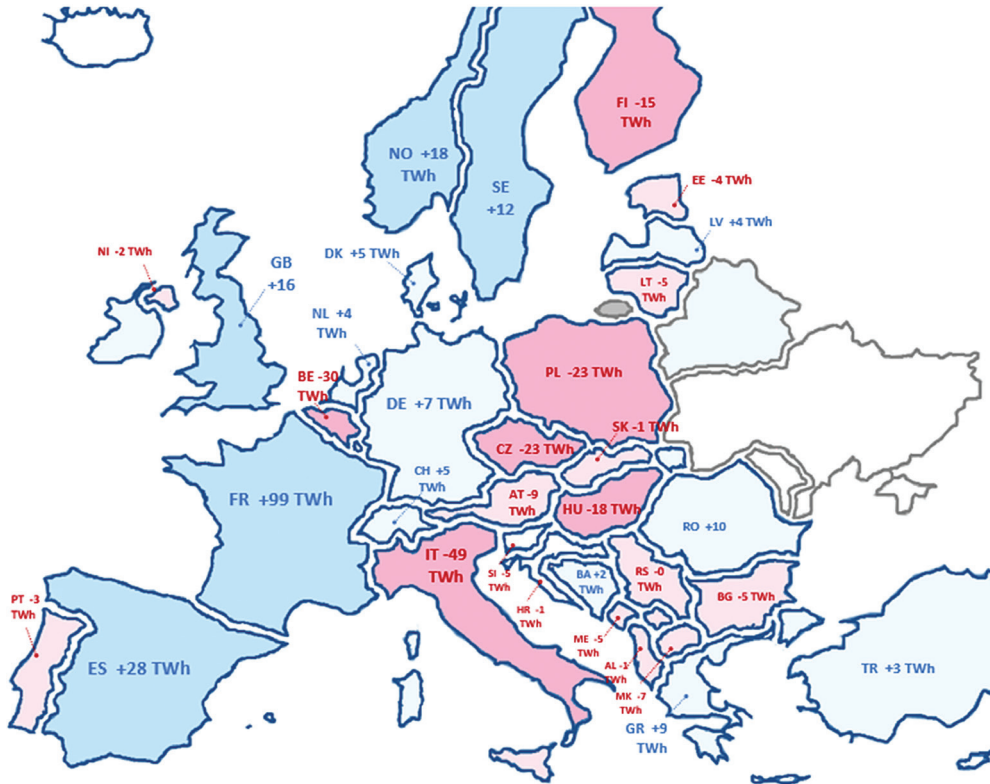 FI -15
TWh
NO +18
TWh
SE
+12
EE -4 TWh
LV +4 TWh
NI -2 TWh
GB
+16
DK +5 TWh
LT -5
TWh
NL +4
TWh
BE -30
TWh
DE +7 TWh
PL -23 TWh
SK -1 TWh
CZ -23 TWh
CH +5
TWh
AT -9
TWh
HU -18 TWh
FR +99 TWh
RO +10
IT -49
TWh
SI -5
TWh
BA +2
TWh
RS -0
TWh
BG -5 TWh
HR -1
TWh
PT -3
TWh
ME -5
TWh
ES +28 TWh
AL -1
TWh
MK -7
TWh
TR +3 TWh
GR +9
TWh